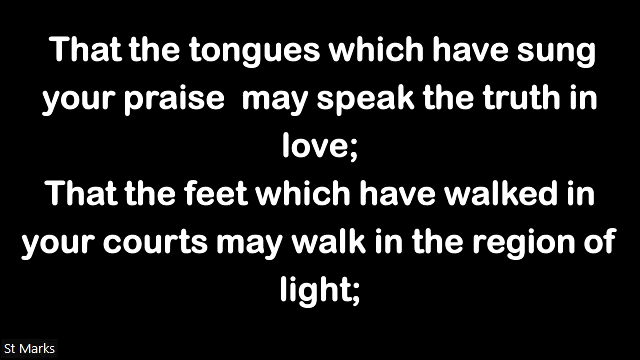 That the tongues which have sung
your praise  may speak the truth in
love;
That the feet which have walked in
your courts may walk in the region of
light;
St Marks